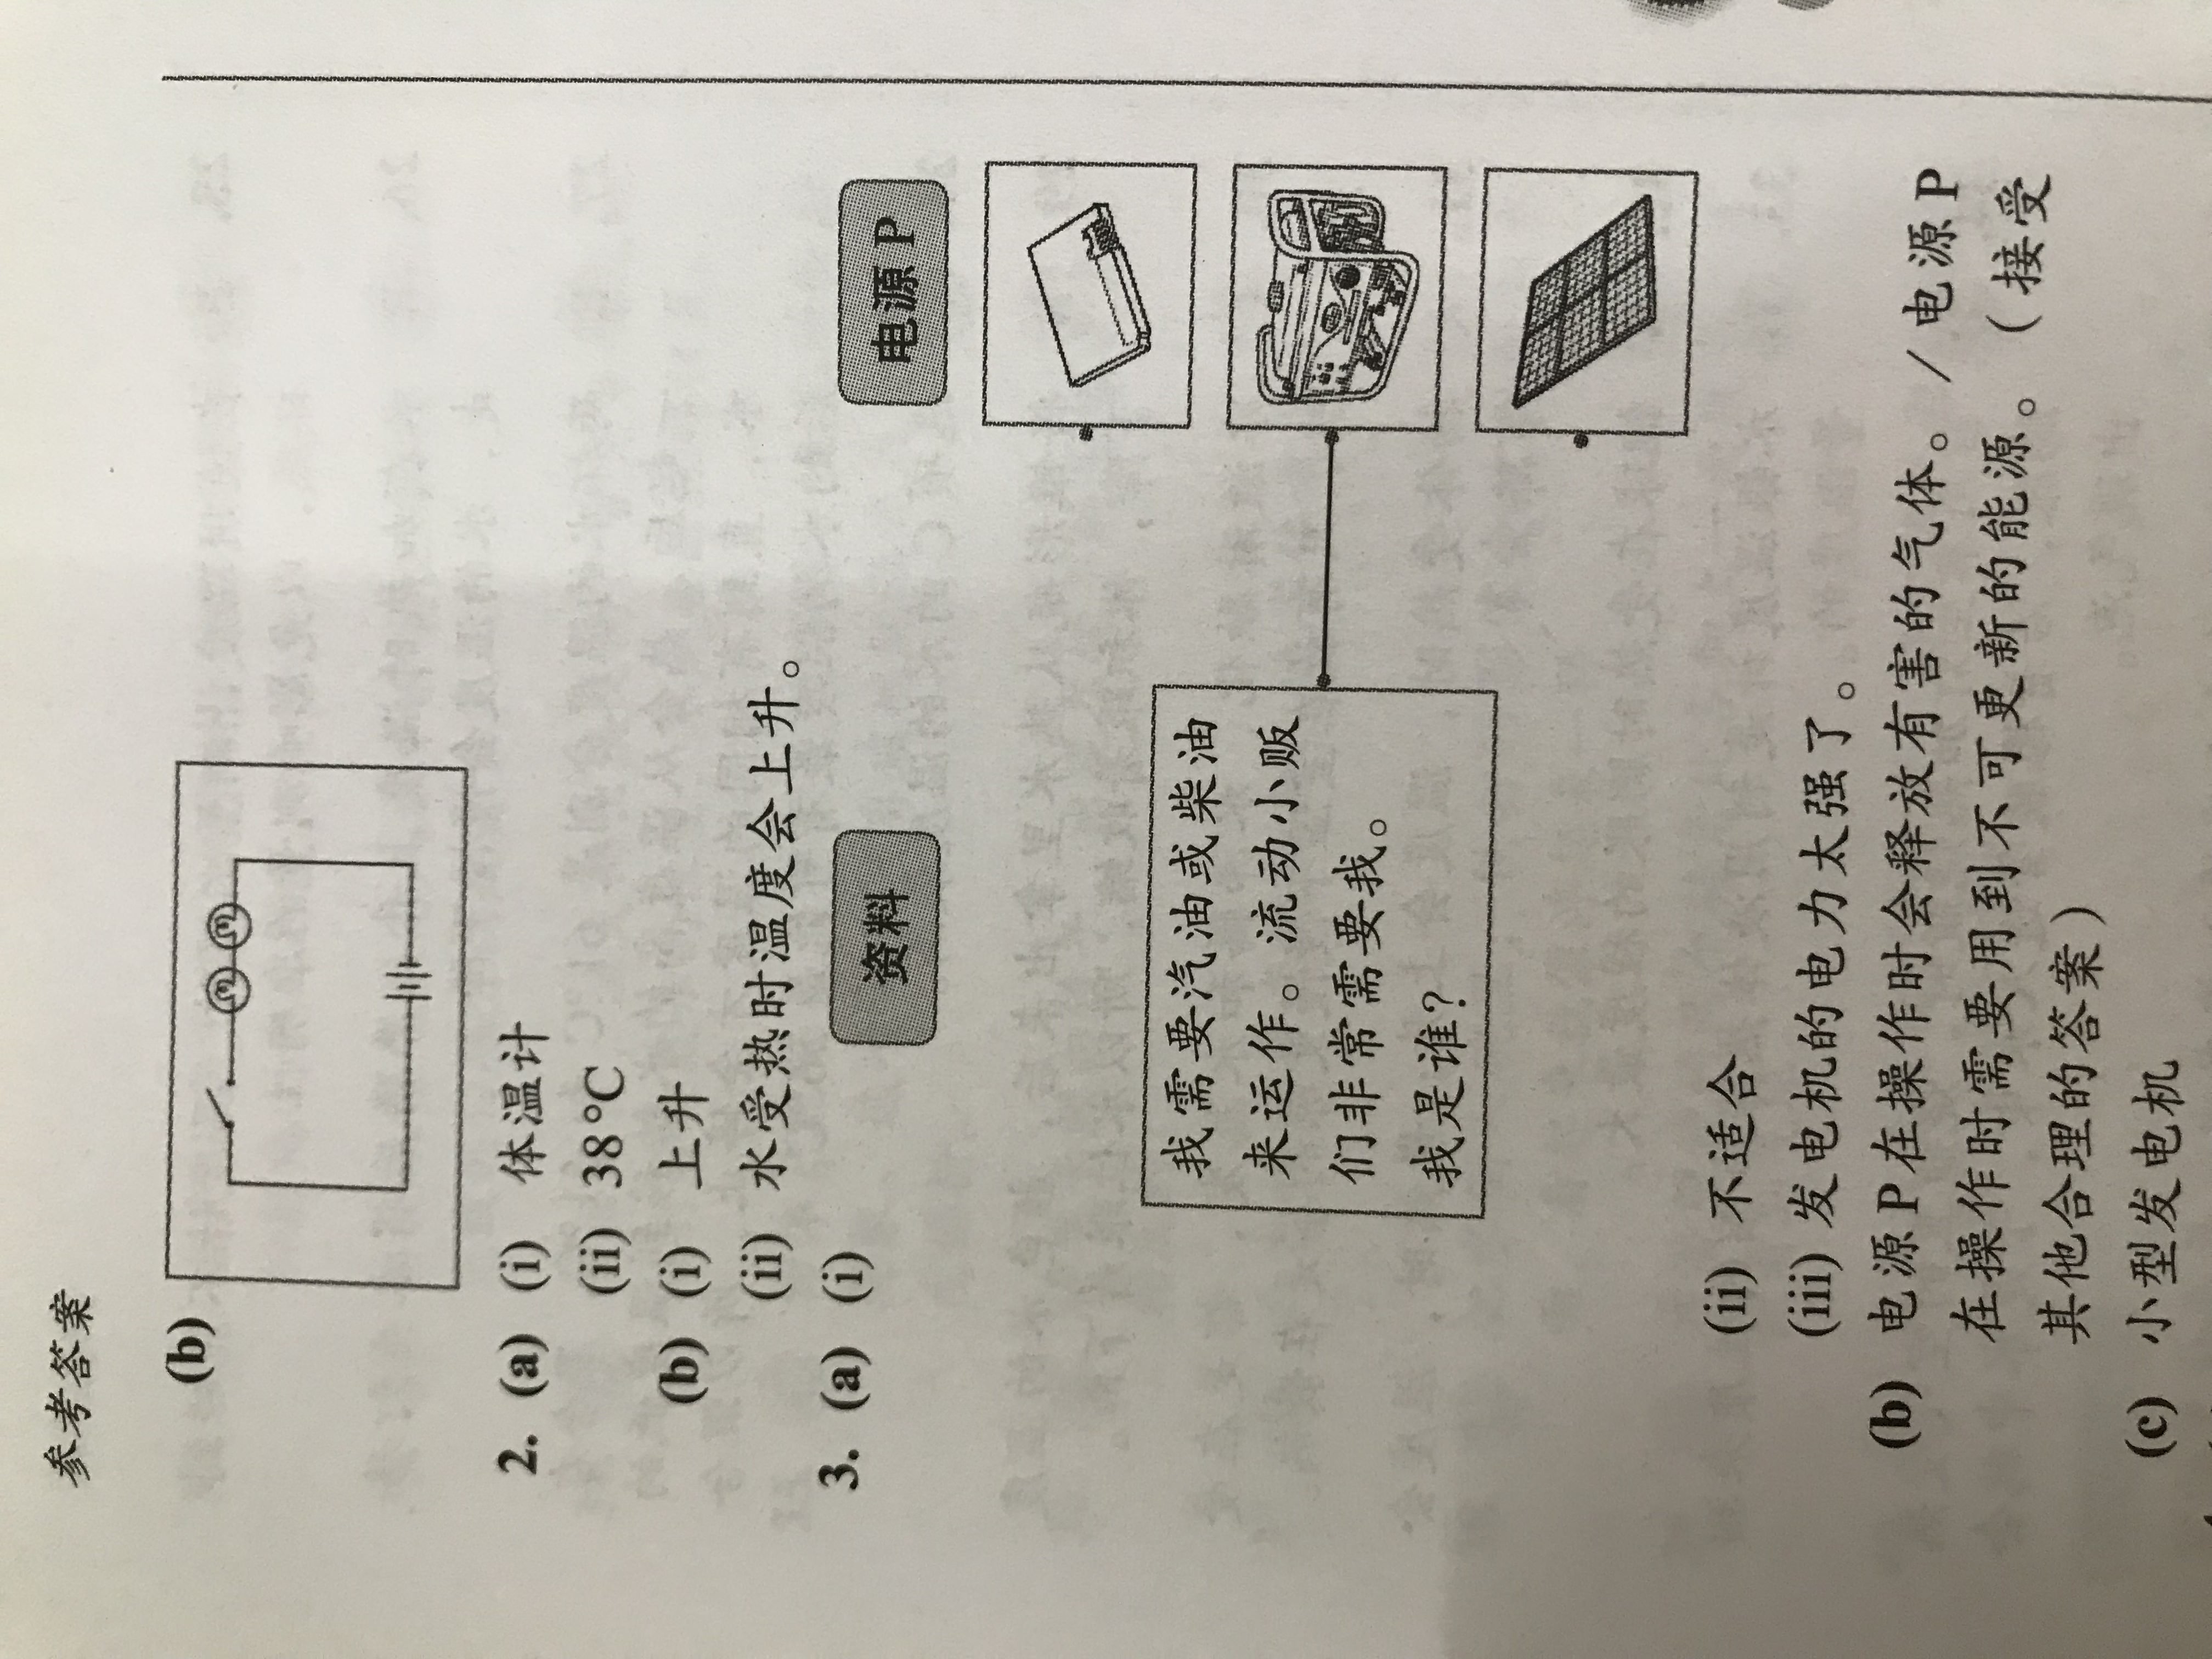 参考答案
(b)
2. (a) (i) 体温计
(ii) 38°C
(b) (i) 上升
(ii) 水受热时温度会上升。
3. (a) (i) 资料 电源 P
我需要汽油或柴油
来运作。流动小贩
们非常需要我。
我是谁?
(ii) 不适合
(iii) 发电机的电力太强了。
(b) 电源P在操作时会释放有害的气体。/ 电源P
在操作时需要用到不可更新的能源。(接受
其他合理的答案)
(c) 小型发电机